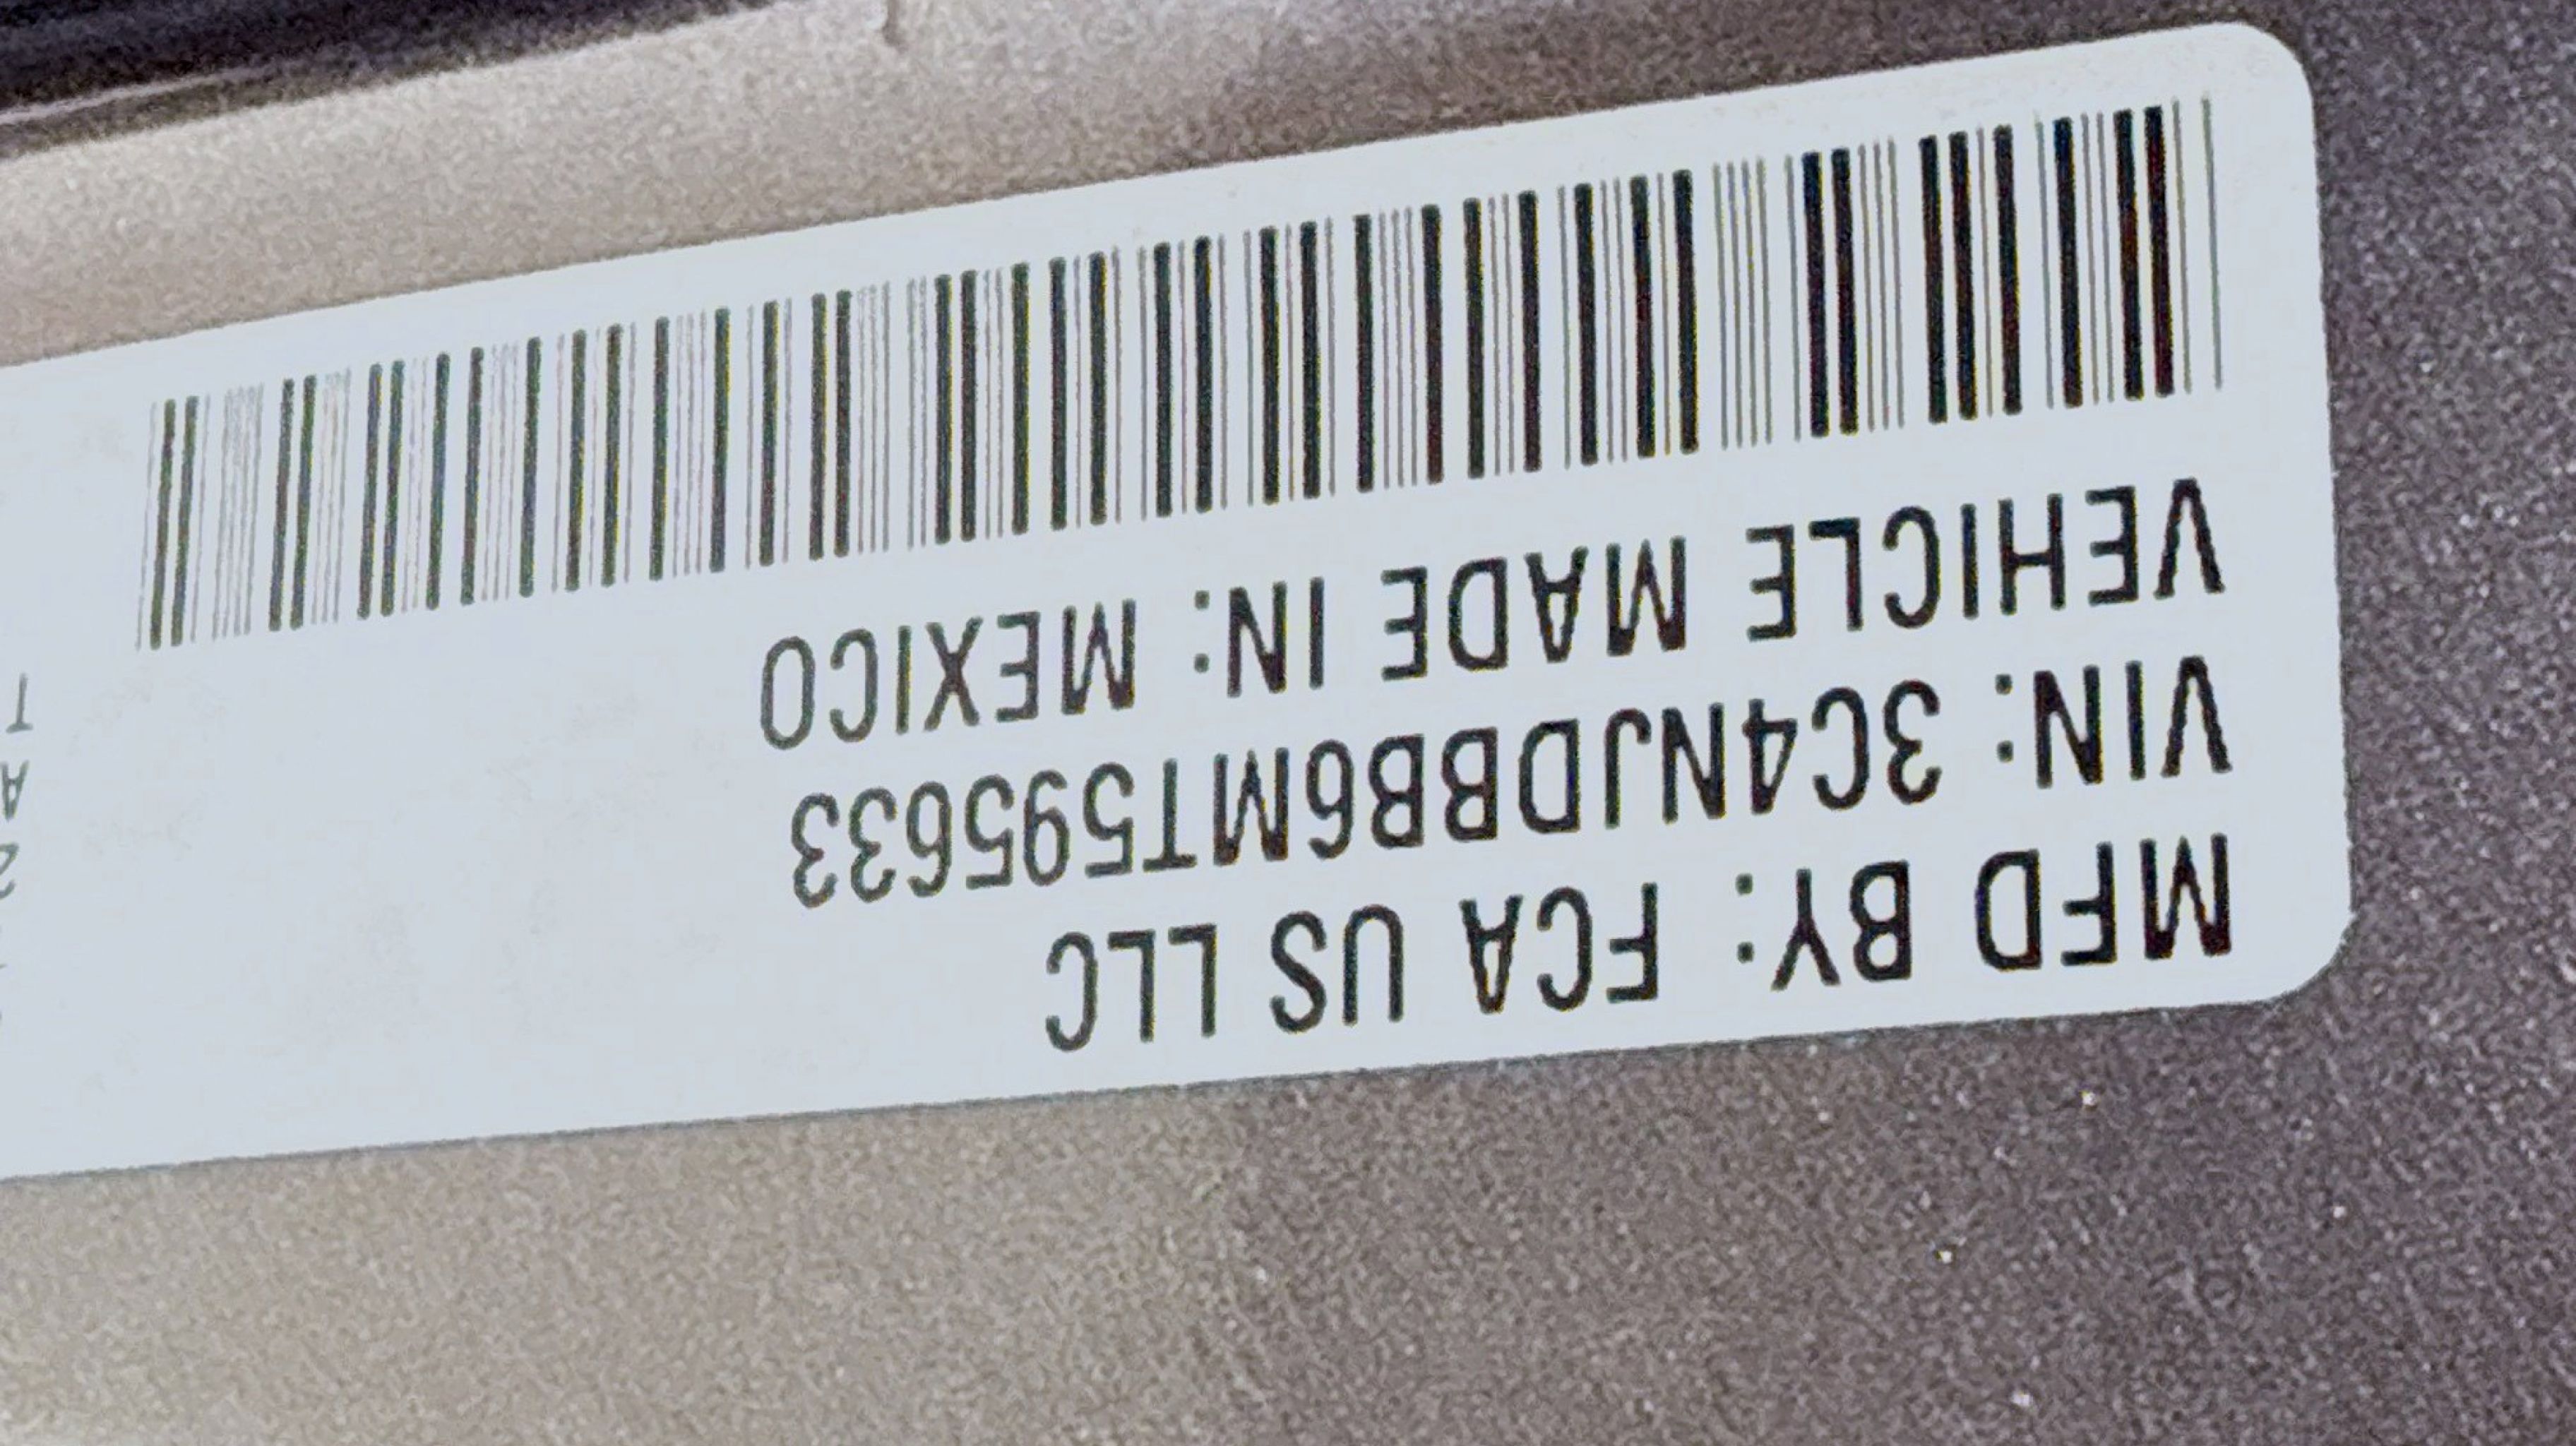 MFD BY: FCA US LLC
VIN: 3C4NJDBB6MT595633
VEHICLE MADE IN: MEXICO